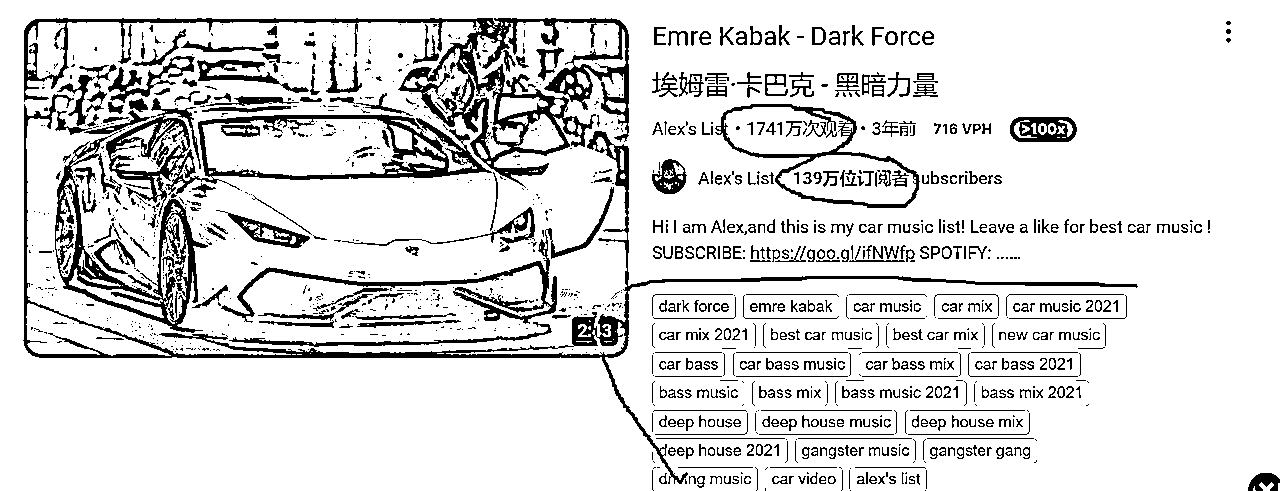 Emre Kabak - Dark Force
埃姆雷·卡巴克 - 黑暗力量
Alex's List • 1741万次观看 • 3年前 716 VPH >100x
Alex's List 139万位订阅者 subscribers
Hi I am Alex,and this is my car music list! Leave a like for best car music !
SUBSCRIBE: https://goo.gl/ifNWfp SPOTIFY: ......
dark force emre kabak car music car mix car music 2021
car mix 2021 best car music best car mix new car music
car bass car bass music car bass mix car bass 2021
bass music bass mix bass music 2021 bass mix 2021
deep house deep house music deep house mix
deep house 2021 gangster music gangster gang
driving music car video alex's list